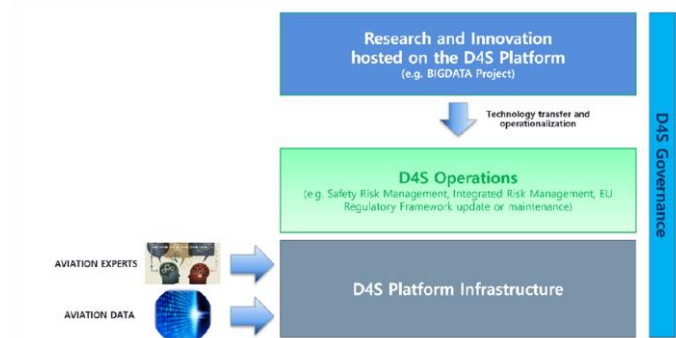 Research and Innovation
hosted on the D4S Platform
(e.g. BIGDATA Project)
Technology transfer and
operationalization
D4S Operations
(e.g. Safety Risk Management, Integrated Risk Management, EU
Regulatory Framework update or maintenance)
AVIATION EXPERTS
D4S Platform Infrastructure
AVIATION DATA
D4S Governance